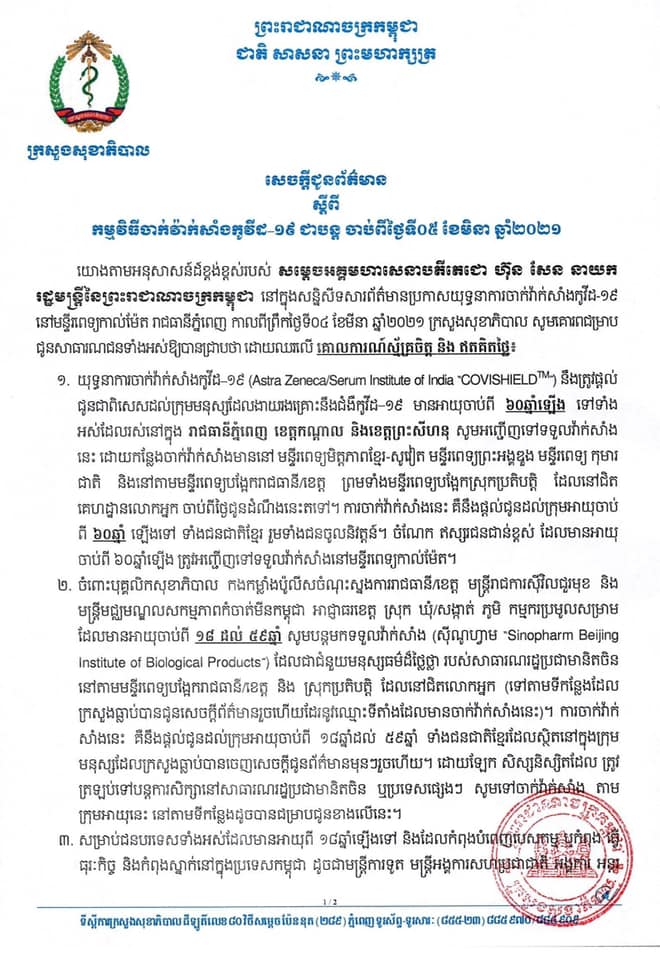 ព្រះរាជាណាចក្រកម្ពុជា
ជាតិ សាសនា ព្រះមហាក្សត្រ
ក្រសួងសុខាភិបាល
សេចក្តីជូនព័ត៌មាន
ស្តីពី
កម្មវិធីចាក់វ៉ាក់សាំងកូវីដ-១៩ ជាបន្ត ចាប់ពីថ្ងៃទី០៥ ខែមិនា ឆ្នាំ២០២១
យោងតាមអនុសាសន៍ដ៏ខ្ពង់ខ្ពស់របស់ សម្តេចអគ្គមហាសេនាបតីតេជោ ហ៊ុន សែន នាយក
រដ្ឋមន្ត្រីនៃព្រះរាជាណាចក្រកម្ពុជា នៅក្នុងសន្និសីទសារព័ត៌មានប្រកាសយុទ្ធនាការចាក់វ៉ាក់សាំងកូវីដ-១៩
នៅមន្ទីរពេទ្យកាល់ម៉ែត រាជធានីភ្នំពេញ កាលពីព្រឹកថ្ងៃទី០៤ ខែមិនា ឆ្នាំ២០២១ ក្រសួងសុខាភិបាល សូមគោរពជម្រាប
ជូនសាធារណជនទាំងអស់ឱ្យបានជ្រាបថា ដោយឈរលើ គោលការណ៍ស្ម័គ្រចិត្ត និង ឥតគិតថ្លៃ៖
១. យុទ្ធនាការចាក់វ៉ាក់សាំងកូវីដ-១៩ (Astra Zeneca/Serum Institute of India "COVISHIELD™") នឹងត្រូវផ្តល់
ជូនជាពិសេសដល់ក្រុមមនុស្សដែលងាយរងគ្រោះនឹងជំងឺកូវីដ-១៩ មានអាយុចាប់ពី ៦០ឆ្នាំឡើង ទៅទាំង
អស់ដែលរស់នៅក្នុង រាជធានីភ្នំពេញ ខេត្តកណ្តាល និងខេត្តព្រះសីហនុ សូមអញ្ជើញទៅទទួលវ៉ាក់សាំង
នេះ ដោយកន្លែងចាក់វ៉ាក់សាំងមាននៅ មន្ទីរពេទ្យមិត្តភាពខ្មែរ-សូវៀត មន្ទីរពេទ្យព្រះអង្គឌួង មន្ទីរពេទ្យ កុមារ
ជាតិ និងនៅតាមមន្ទីរពេទ្យបង្អែករាជធានី/ខេត្ត ព្រមទាំងមន្ទីរពេទ្យបង្អែកស្រុកប្រតិបត្តិ ដែលនៅជិត
គេហដ្ឋានលោកអ្នក ចាប់ពីថ្ងៃជូនដំណឹងនេះតទៅ។ ការចាក់វ៉ាក់សាំងនេះ គឺនឹងផ្តល់ជូនដល់ក្រុមអាយុចាប់
ពី ៦០ឆ្នាំ ឡើងទៅ ទាំងជនជាតិខ្មែរ រួមទាំងជនចូលនិវត្តន៍។ ចំណែក ឥស្សរជនជាន់ខ្ពស់ ដែលមានអាយុ
ចាប់ពី ៦០ឆ្នាំឡើង ត្រូវអញ្ជើញទៅទទួលវ៉ាក់សាំងនៅមន្ទីរពេទ្យកាល់ម៉ែត។
២. ចំពោះបុគ្គលិកសុខាភិបាល កងកម្លាំងប៉ូលីសចំណុះស្នងការរាជធានី/ខេត្ត មន្ត្រីរាជការស៊ីវិលជួរមុខ និង
មន្ត្រីមជ្ឈមណ្ឌលសកម្មភាពកំចាត់មីនកម្ពុជា អាជ្ញាធរខេត្ត ស្រុក ឃុំ/សង្កាត់ ភូមិ កម្មករប្រមូលសម្រាម
ដែលមានអាយុចាប់ពី ១៨ ដល់ ៥៩ឆ្នាំ សូមបន្តមកទទួលវ៉ាក់សាំង (ស៊ីណូហ្វាម "Sinopharm Beijing
Institute of Biological Products") ដែលជាជំនួយមនុស្សធម៌ដ៏ថ្លៃថ្លា របស់សាធារណរដ្ឋប្រជាមានិតចិន
នៅតាមមន្ទីរពេទ្យបង្អែករាជធានី/ខេត្ត និង ស្រុកប្រតិបត្តិ ដែលនៅជិតលោកអ្នក (ទៅតាមទីកន្លែងដែល
ក្រសួងធ្លាប់បានជូនសេចក្តីព័ត៌មានរួចហើយដែរនូវឈ្មោះទីតាំងដែលមានចាក់វ៉ាក់សាំងនេះ)។ ការចាក់វ៉ាក់
សាំងនេះ គឺនឹងផ្តល់ជូនដល់ក្រុមអាយុចាប់ពី ១៨ឆ្នាំដល់ ៥៩ឆ្នាំ ទាំងជនជាតិខ្មែរដែលស្ថិតនៅក្នុងក្រុម
មនុស្សដែលក្រសួងធ្លាប់បានចេញសេចក្តីជូនព័ត៌មានមុនៗរួចហើយ។ ដោយឡែក សិស្សនិស្សិតដែល ត្រូវ
ត្រឡប់ទៅបន្តការសិក្សានៅសាធារណរដ្ឋប្រជាមានិតចិន ឬប្រទេសផ្សេងៗ សូមទៅចាក់វ៉ាក់សាំង តាម
ក្រុមអាយុនេះ នៅតាមទីកន្លែងដូចបានជម្រាបជូនខាងលើនេះ។
៣. សម្រាប់ជនបរទេសទាំងអស់ដែលមានអាយុពី ១៨ឆ្នាំឡើងទៅ និងដែលកំពុងបំពេញបេសកម្ម ឬកំពុង ធ្វើ
ធុរៈកិច្ច និងកំពុងស្នាក់នៅក្នុងប្រទេសកម្ពុជា ដូចជាមន្ត្រីការទូត មន្ត្រីអង្គការសហប្រជាជាតិ អង្គការ អន្តរ
1 / 2
ទីស្តីការក្រសួងសុខាភិបាល ដីឡូតិ៍លេខ ៨០ វិថី សម្តេច ប៉ែននុត (២៨៩) ភ្នំពេញ ទូរស័ព្ទ-ទូរសារៈ (៨៥៥-២៣) ៨៨៥ ៩៧០/៨៨៤ ៩០៩